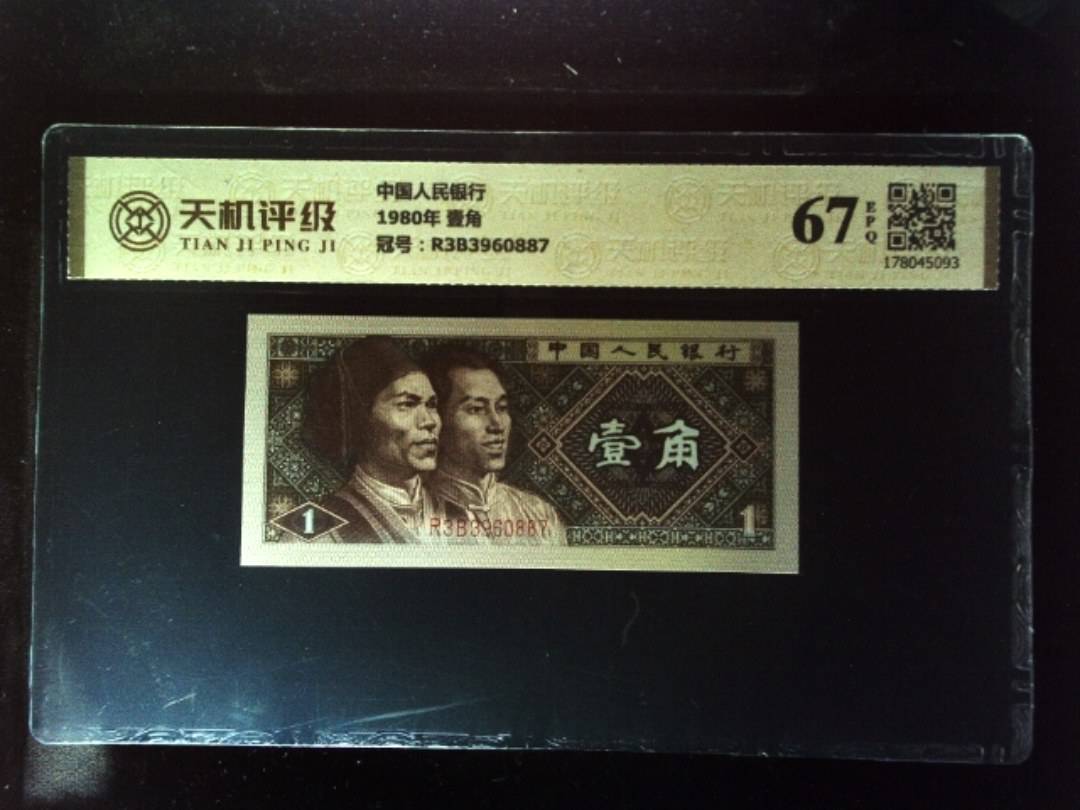 天机评级
TIAN JI PING JI
中国人民银行
1980年 壹角
冠号：R3B3960887
67
EPQ
178045093
中国人民银行
壹角
1
R3B3960887
1